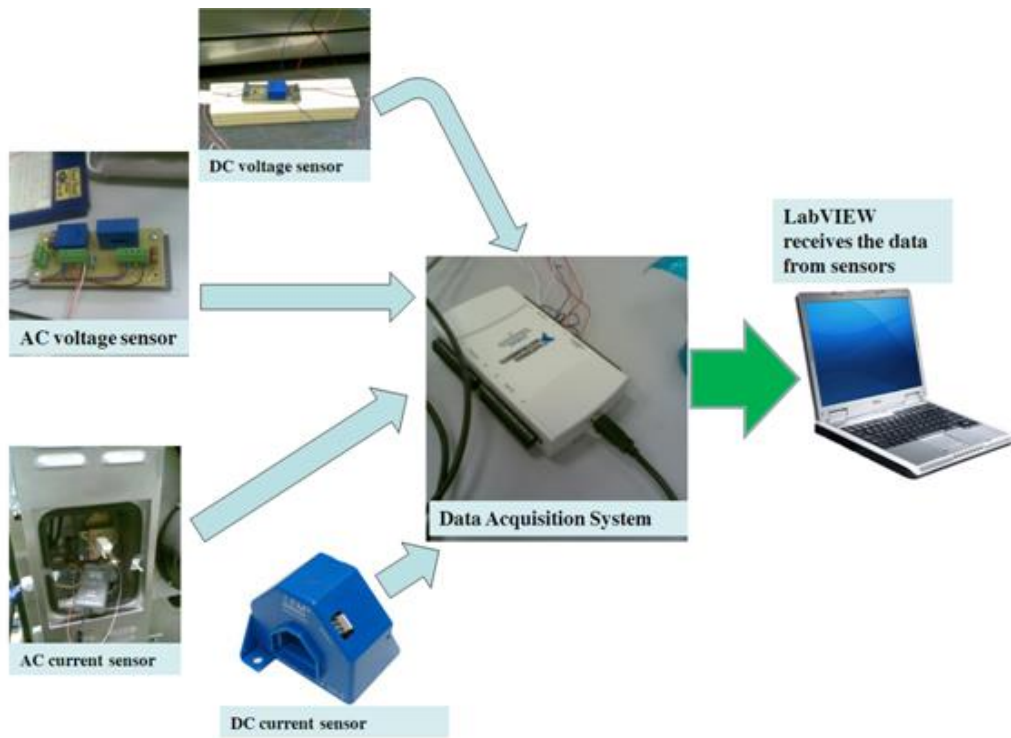 DC voltage sensor
AC voltage sensor
LabVIEW
receives the data
from sensors
Data Acquisition System
AC current sensor
LEM
DC current sensor